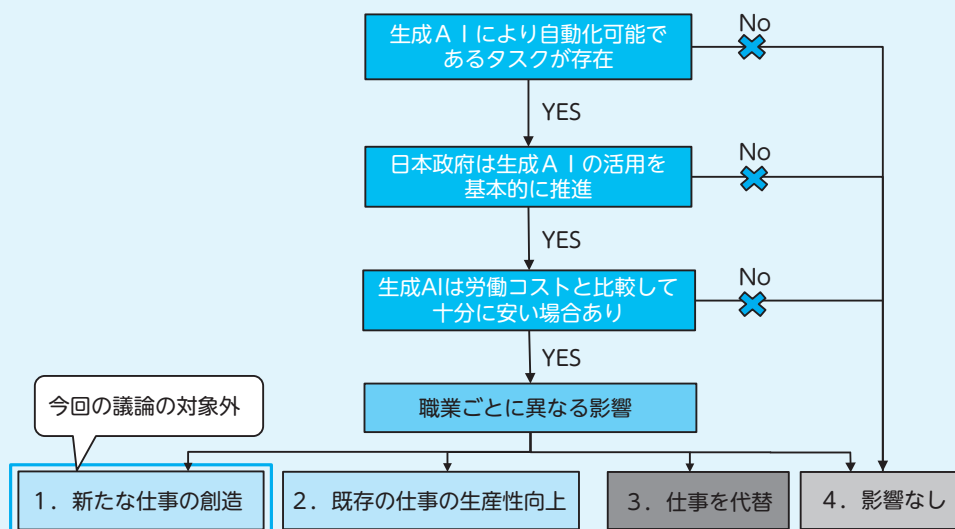 生成ＡＩにより自動化可能で
あるタスクが存在
No
YES
日本政府は生成ＡＩの活用を
基本的に推進
No
YES
生成AIは労働コストと比較して
十分に安い場合あり
No
YES
職業ごとに異なる影響
今回の議論の対象外
1．新たな仕事の創造
2．既存の仕事の生産性向上
3．仕事を代替
4．影響なし